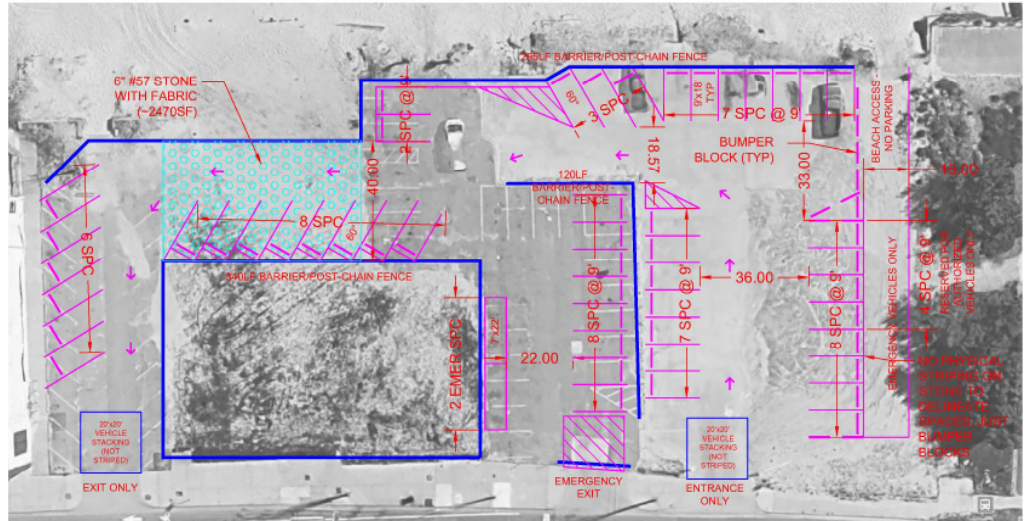 265LF BARRIER/POST-CHAIN FENCE
6" #57 STONE
WITH FABRIC
(~2470SF)
2 SPC @ 9'
60°
3 SPC
9'x18'
TYP
7 SPC @ 9'
BUMPER
BLOCK (TYP)
BEACH ACCESS -
NO PARKING
18.57
33.00
15.00
40.00
120LF
BARRIER/POST-
CHAIN FENCE
6 SPC
8 SPC
60°
340LF BARRIER/POST-CHAIN FENCE
2 EMER SPC
7'x22'
22.00
8 SPC @ 9'
7 SPC @ 9'
36.00
8 SPC @ 9'
EMERGENCY VEHICLES ONLY
4 SPC @ 9'
RESERVED FOR
AUTHORIZED
VEHICLES ONLY
NO PHYSICAL
STRIPING ON
STONE TO
DELINEATE
SPACES, JUST
BUMPER
BLOCKS
20'x20'
VEHICLE
STACKING
(NOT
STRIPED)
EXIT ONLY
EMERGENCY
EXIT
20'x20'
VEHICLE
STACKING
(NOT
STRIPED)
ENTRANCE
ONLY